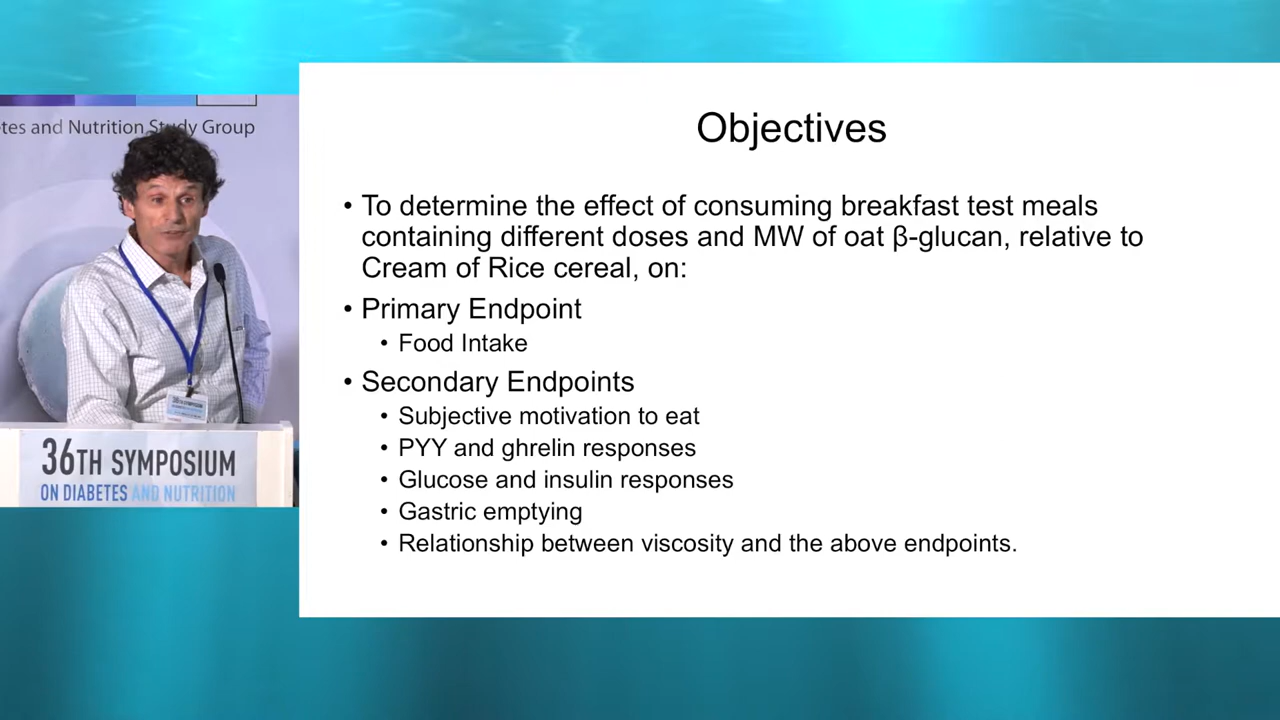 tes and Nutrition Study Group
36TH SYMPOSIUM
ON DIABETES AND NUTRITION
Objectives
• To determine the effect of consuming breakfast test meals
containing different doses and MW of oat β-glucan, relative to
Cream of Rice cereal, on:
• Primary Endpoint
• Food Intake
• Secondary Endpoints
• Subjective motivation to eat
• PYY and ghrelin responses
• Glucose and insulin responses
• Gastric emptying
• Relationship between viscosity and the above endpoints.